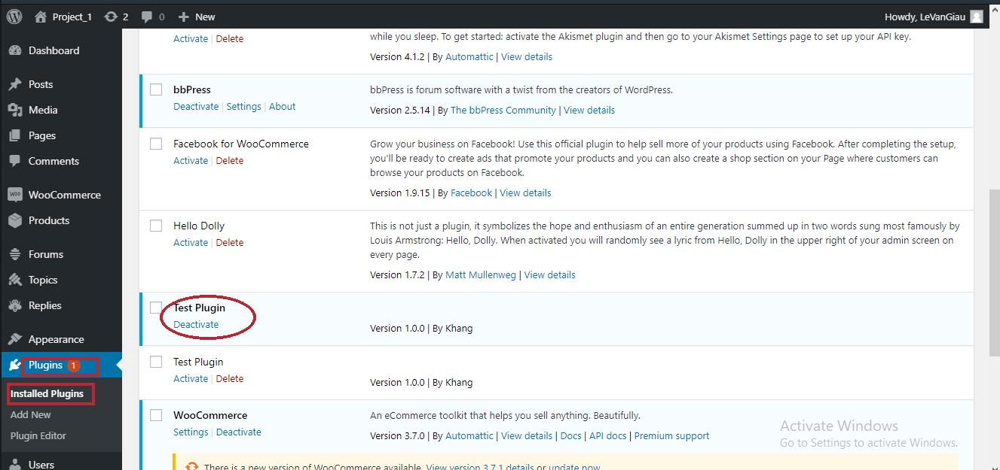 Project_1 2 0 New Howdy, LeVanGiau
Dashboard
Posts
Media
Pages
Comments
WOO WooCommerce
Products
Forums
Topics
Replies
Appearance
Plugins 1
Installed Plugins
Add New
Plugin Editor
Users
Activate | Delete
while you sleep. To get started: activate the Akismet plugin and then go to your Akismet Settings page to set up your API key.
Version 4.1.2 | By Automattic | View details
bbPress
Deactivate | Settings | About
bbPress is forum software with a twist from the creators of WordPress.
Version 2.5.14 | By The bbPress Community | View details
Facebook for WooCommerce
Activate | Delete
Grow your business on Facebook! Use this official plugin to help sell more of your products using Facebook. After completing the setup,
you'll be ready to create ads that promote your products and you can also create a shop section on your Page where customers can
browse your products on Facebook.
Version 1.9.15 | By Facebook | View details
Hello Dolly
Activate | Delete
This is not just a plugin, it symbolizes the hope and enthusiasm of an entire generation summed up in two words sung most famously by
Louis Armstrong: Hello, Dolly. When activated you will randomly see a lyric from Hello, Dolly in the upper right of your admin screen on
every page.
Version 1.7.2 | By Matt Mullenweg | View details
Test Plugin
Deactivate
Version 1.0.0 | By Khang
Test Plugin
Activate | Delete
Version 1.0.0 | By Khang
WooCommerce
Settings | Deactivate
An eCommerce toolkit that helps you sell anything. Beautifully.
Version 3.7.0 | By Automattic | View details | Docs | API docs | Premium support
There is a new version of WooCommerce available. View version 3.7.1 details or update now.
Activate Windows
Go to Settings to activate Windows.